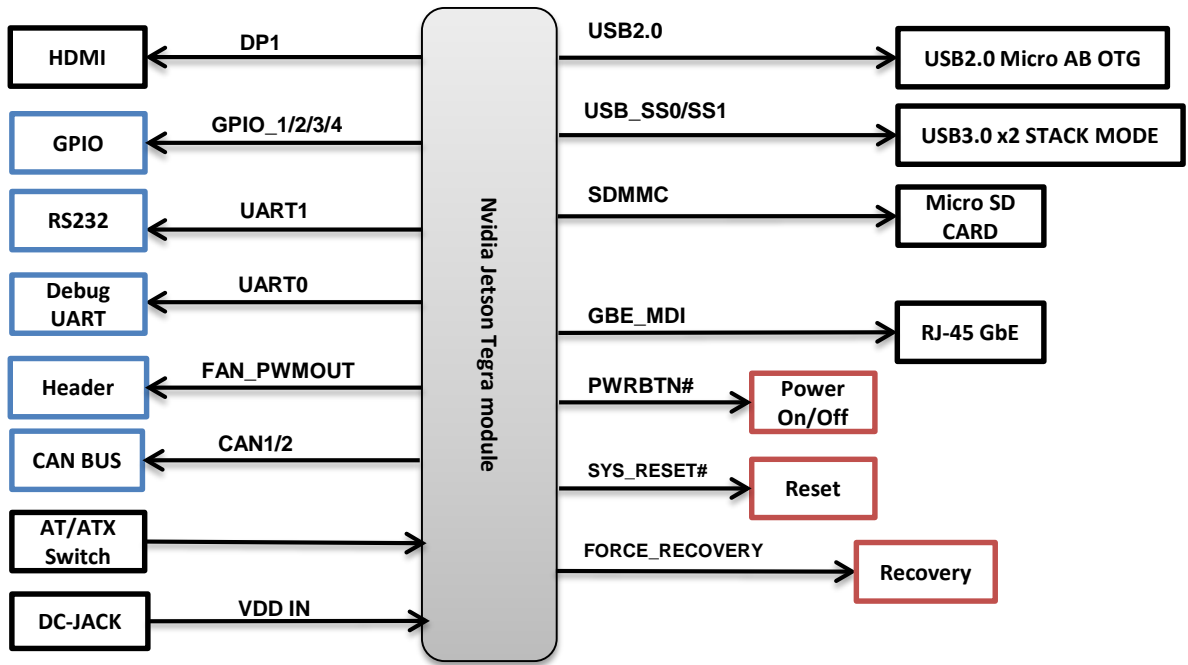 HDMI
DP1
GPIO
GPIO_1/2/3/4
RS232
UART1
Debug
UART
UART0
Header
FAN_PWMOUT
CAN BUS
CAN1/2
AT/ATX
Switch
DC-JACK
VDD IN
Nvidia Jetson Tegra module
USB2.0
USB2.0 Micro AB OTG
USB_SS0/SS1
USB3.0 x2 STACK MODE
SDMMC
Micro SD
CARD
GBE_MDI
RJ-45 GbE
PWRBTN#
Power
On/Off
SYS_RESET#
Reset
FORCE_RECOVERY
Recovery